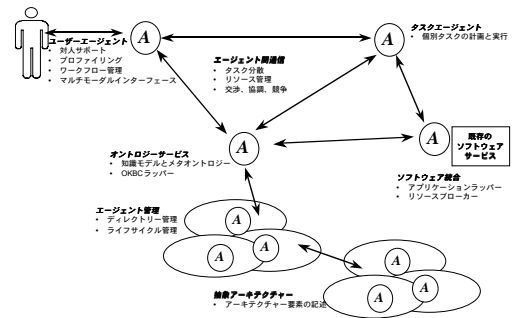 ユーザーエージェント
• 対人サポート
• プロファイリング
• ワークフロー管理
• マルチモーダルインターフェース
A
エージェント間通信
• タスク分散
• リソース管理
• 交渉、協調、競争
A
タスクエージェント
• 個別タスクの計画と実行
オントロジーサービス
• 知識モデルとメタオントロジー
• OKBCラッパー
A
A
既存の
ソフトウェア
サービス
ソフトウェア統合
• アプリケーションラッパー
• リソースブローカー
エージェント管理
• ディレクトリー管理
• ライフサイクル管理
A
A
A
抽象アーキテクチャー
• アーキテクチャー要素の記述
A
A
A